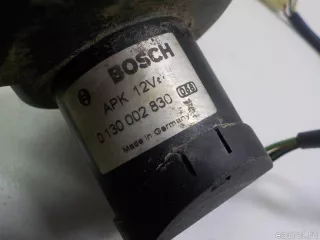 BOSCH
APK 12V
0 130 002 830
Made in Germany